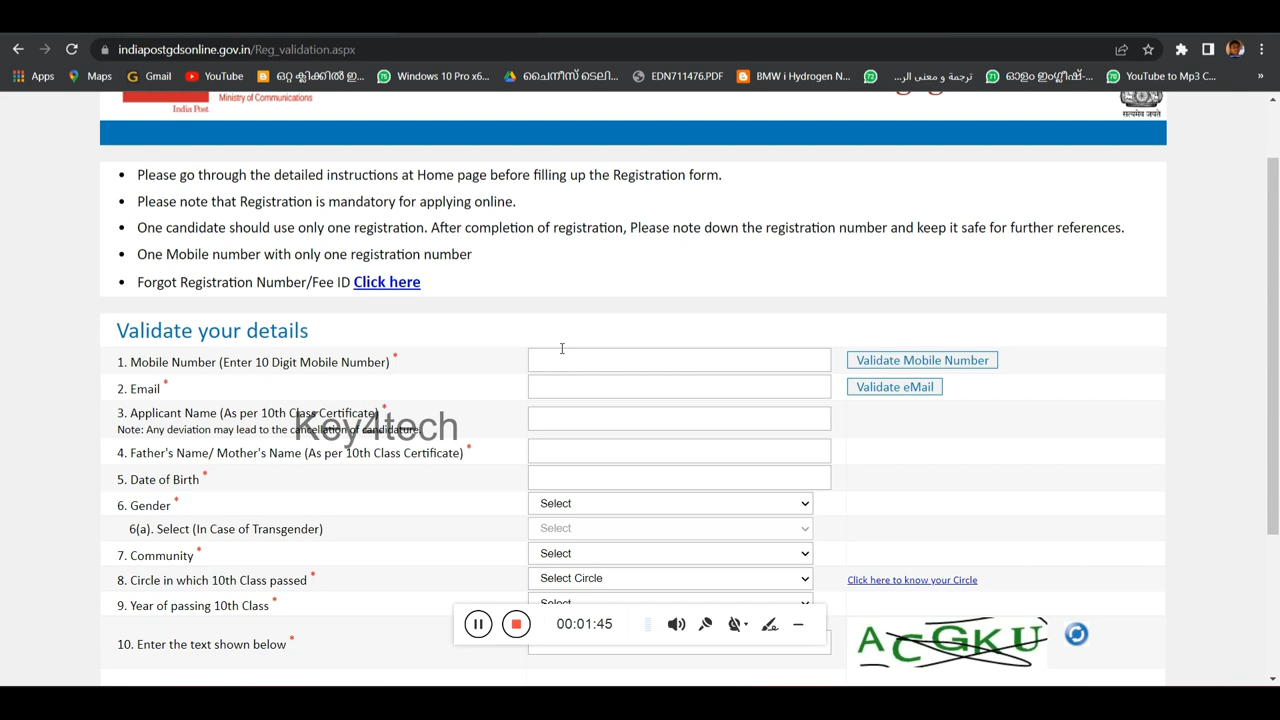 indiapostgdsonline.gov.in/Reg_validation.aspx
Apps Maps Gmail YouTube ഒറ്റ ക്ലിക്കിൽ ഇ... Windows 10 Pro x6... ചൈനീസ് ടെലി... EDN711476.PDF BMW i Hydrogen N... ترجمة و معنى الر... ഓളം ഇംഗ്ലീഷ്-... YouTube to Mp3 C... »
India Post
Ministry of Communications
सत्यमेव जयते
Please go through the detailed instructions at Home page before filling up the Registration form.
Please note that Registration is mandatory for applying online.
One candidate should use only one registration. After completion of registration, Please note down the registration number and keep it safe for further references.
One Mobile number with only one registration number
Forgot Registration Number/Fee ID Click here
Validate your details
1. Mobile Number (Enter 10 Digit Mobile Number) * Validate Mobile Number
2. Email * Validate eMail
3. Applicant Name (As per 10th Class Certificate) *
Note: Any deviation may lead to the cancellation of candidature.
Key4tech
4. Father's Name/ Mother's Name (As per 10th Class Certificate) *
5. Date of Birth *
6. Gender * Select
6(a). Select (In Case of Transgender) Select
7. Community * Select
8. Circle in which 10th Class passed * Select Circle Click here to know your Circle
9. Year of passing 10th Class * Select
00:01:45
10. Enter the text shown below * ACGKU